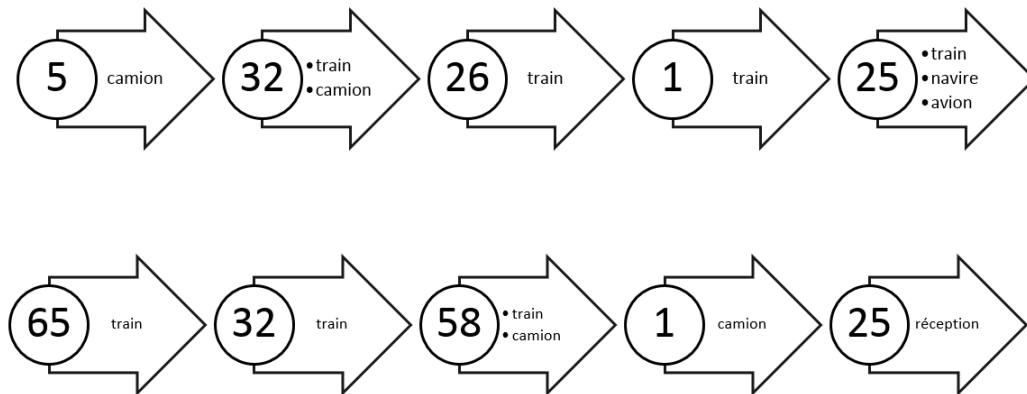 5 camion
32 •train
•camion
26 train
1 train
25 •train
•navire
•avion
65 train
32 train
58 •train
•camion
1 camion
25 réception